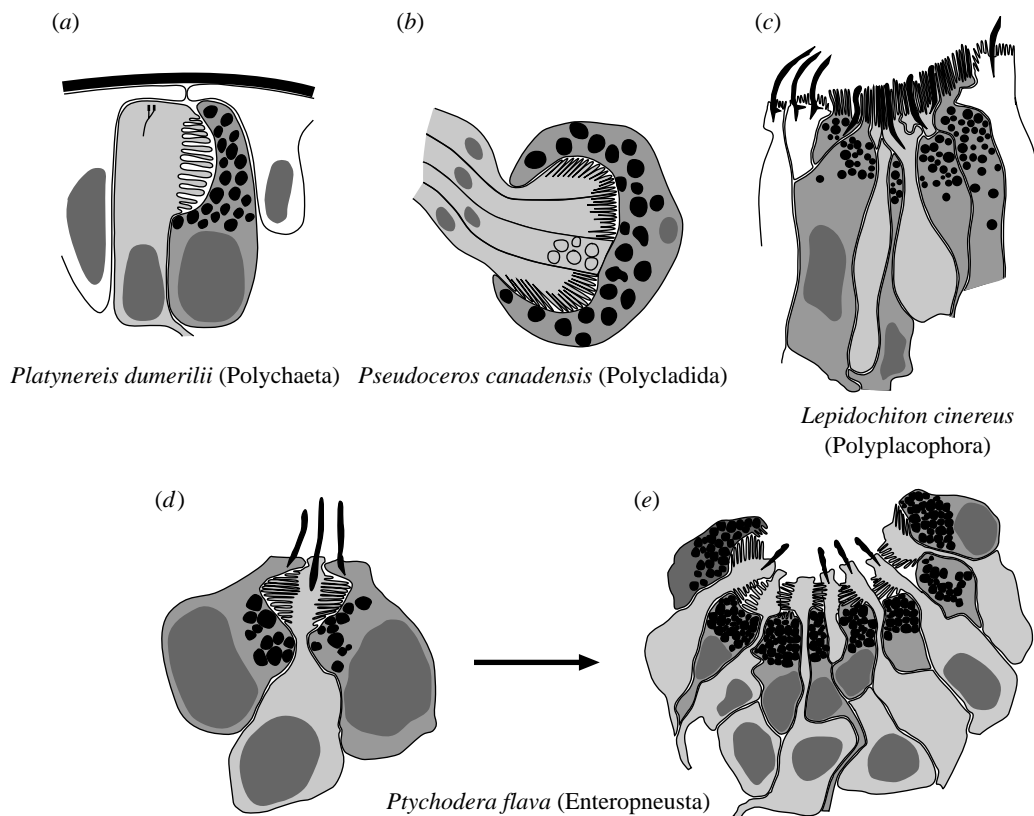 (a)
(b)
(c)
Platynereis dumerilii (Polychaeta)
Pseudoceros canadensis (Polycladida)
Lepidochiton cinereus
(Polyplacophora)
(d)
(e)
Ptychodera flava (Enteropneusta)